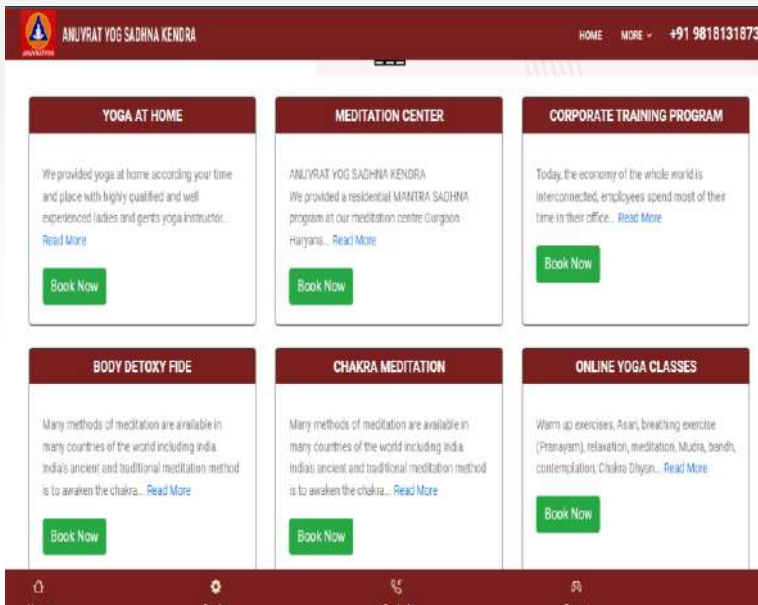 ANUVRAT YOG SADHNA KENDRA
HOME MORE +91 9818131873
YOGA AT HOME
We provided yoga at home according your time
and place with highly qualified and well
experienced ladies and gents yoga instructor...
Read More
Book Now
MEDITATION CENTER
ANUVRAT YOG SADHNA KENDRA
We provided a residential MANTRA SADHNA
program at our meditation centre Gurgaon -
Haryana... Read More
Book Now
CORPORATE TRAINING PROGRAM
Today, the economy of the whole world is
interconnected, employees spend most of their
time in their office... Read More
Book Now
BODY DETOXY FIDE
Many methods of meditation are available in
many countries of the world including India.
India's ancient and traditional meditation method
is to awaken the chakra... Read More
Book Now
CHAKRA MEDITATION
Many methods of meditation are available in
many countries of the world including India.
India's ancient and traditional meditation method
is to awaken the chakra... Read More
Book Now
ONLINE YOGA CLASSES
Warm up exercises, Asan, breathing exercise
(Pranayam), relaxation, meditation, Mudra, bandh,
contemplation, Chakra Dhyan... Read More
Book Now